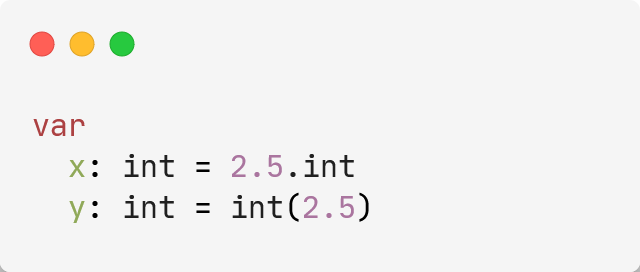 var
  x: int = 2.5.int
  y: int = int(2.5)